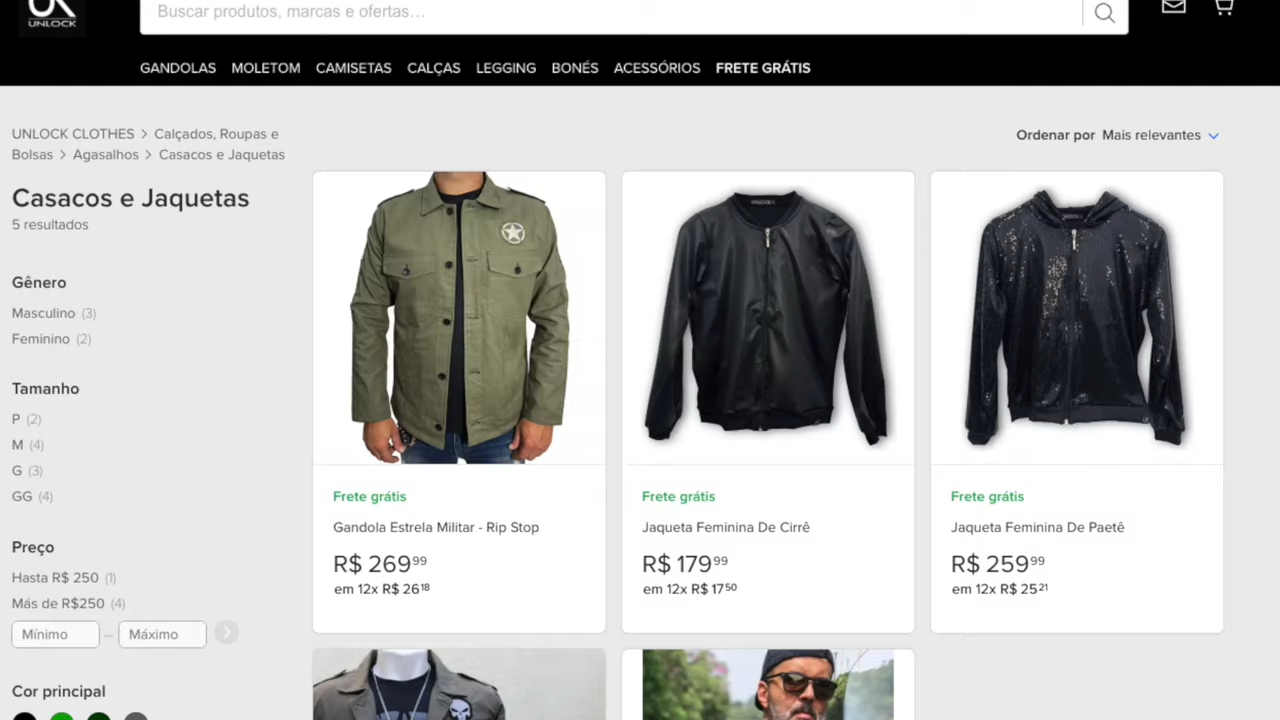 UNLOCK
Buscar produtos, marcas e ofertas...
GANDOLAS MOLETOM CAMISETAS CALÇAS LEGGING BONÉS ACESSÓRIOS FRETE GRÁTIS
UNLOCK CLOTHES > Calçados, Roupas e
Bolsas > Agasalhos > Casacos e Jaquetas
Ordenar por Mais relevantes
Casacos e Jaquetas
5 resultados
Gênero
Masculino (3)
Feminino (2)
Tamanho
P (2)
M (4)
G (3)
GG (4)
Preço
Hasta R$ 250 (1)
Más de R$250 (4)
Mínimo – Máximo
Cor principal
Frete grátis
Gandola Estrela Militar - Rip Stop
R$ 269 99
em 12x R$ 26 18
Frete grátis
Jaqueta Feminina De Cirrê
R$ 179 99
em 12x R$ 17 50
Frete grátis
Jaqueta Feminina De Paetê
R$ 259 99
em 12x R$ 25 21